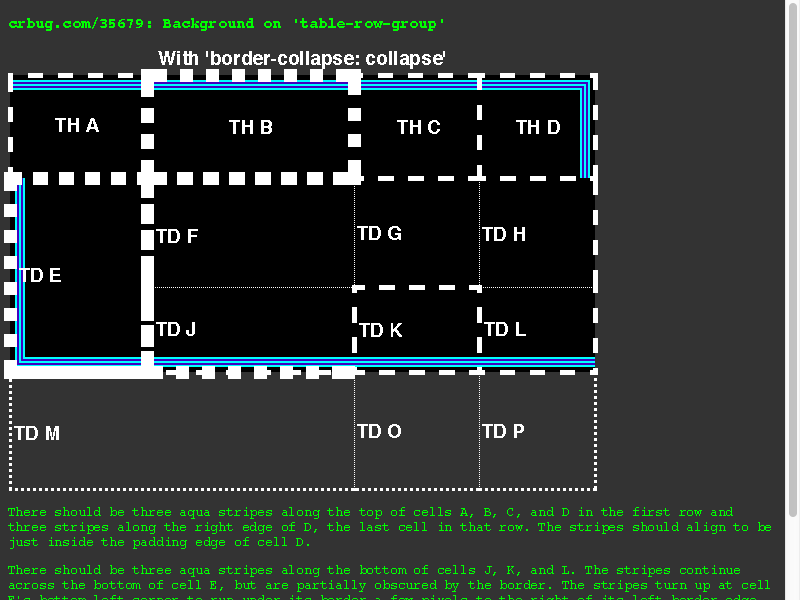 crbug.com/35679: Background on 'table-row-group'
With 'border-collapse: collapse'
TH A
TH B
TH C
TH D
TD E
TD F
TD G
TD H
TD J
TD K
TD L
TD M
TD O
TD P
There should be three aqua stripes along the top of cells A, B, C, and D in the first row and
three stripes along the right edge of D, the last cell in that row. The stripes should align to be
just inside the padding edge of cell D.
There should be three aqua stripes along the bottom of cells J, K, and L. The stripes continue
across the bottom of cell E, but are partially obscured by the border. The stripes turn up at cell
E's bottom left corner to run under its border a few pixels to the right of its left border edge